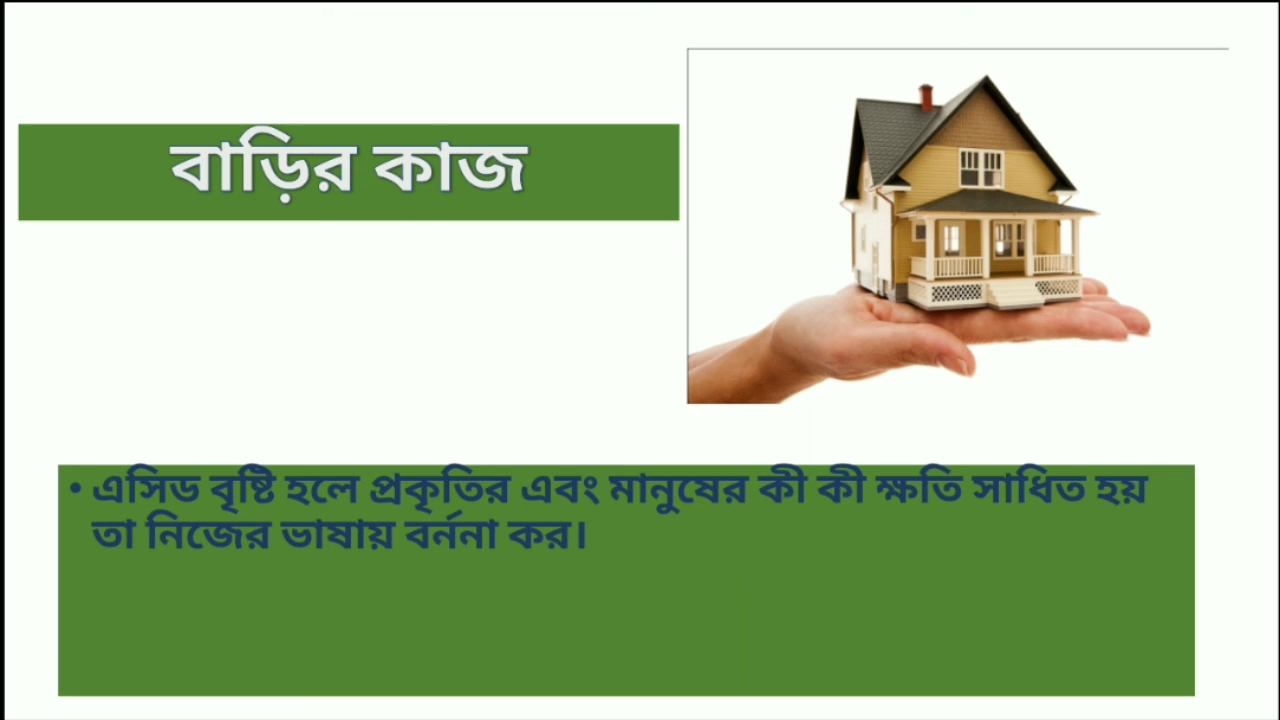 বাড়ির কাজ
• এসিড বৃষ্টি হলে প্রকৃতির এবং মানুষের কী কী ক্ষতি সাধিত হয়
তা নিজের ভাষায় বর্ননা কর।